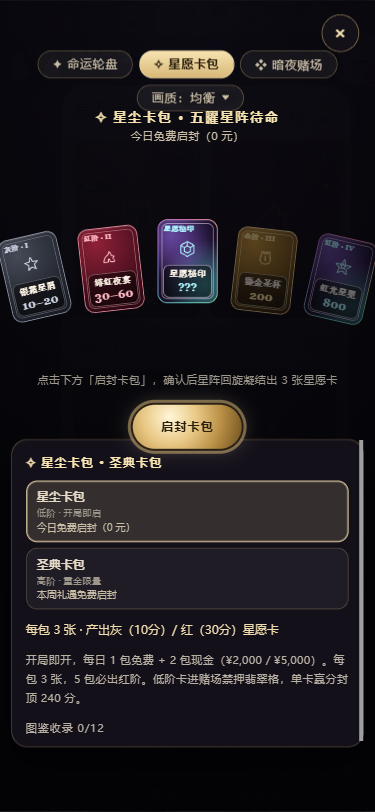 ×
✦ 命运轮盘
✧ 星愿卡包
❖ 暗夜赌场
画质：均衡 ▼
✧ 星尘卡包 • 五曜星阵待命
今日免费启封（0 元）
灰阶 · I
银霜星屑
10–20
红阶 · II
绯红夜宴
30–60
星愿秘印
星愿秘印
???
金阶 · III
鎏金圣杯
200
虹阶 · IV
虹光星冕
800
点击下方「启封卡包」，确认后星阵回旋凝结出 3 张星愿卡
启封卡包
✧ 星尘卡包 • 圣典卡包
星尘卡包
低阶 · 开局即启
今日免费启封（0 元）
圣典卡包
高阶 · 重金限量
本周礼遇免费启封
每包 3 张 · 产出灰（10分）/ 红（30分）星愿卡
开局即开，每日 1 包免费 + 2 包现金（¥2,000 / ¥5,000）。每
包 3 张，5 包必出红阶。低阶卡进赌场禁押翡翠格，单卡赢分封
顶 240 分。
图鉴收录 0/12